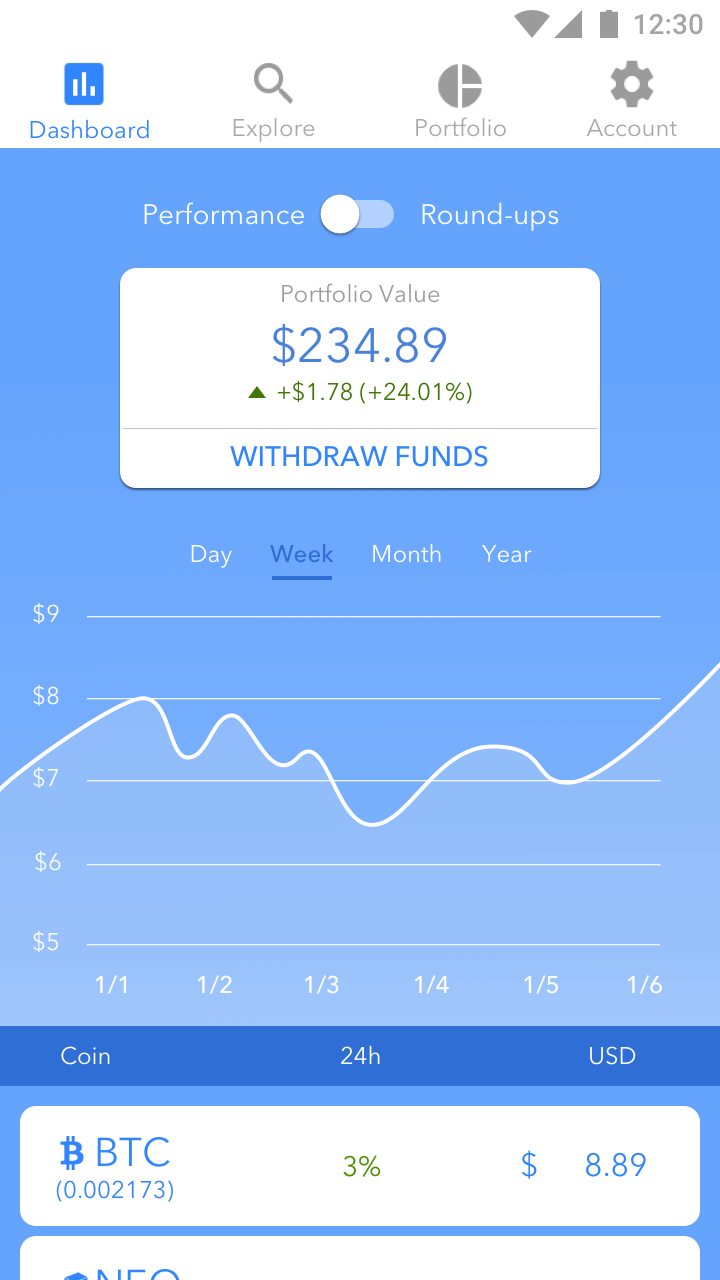 12:30
Dashboard Explore Portfolio Account
Performance Round-ups
Portfolio Value
$234.89
+$1.78 (+24.01%)
WITHDRAW FUNDS
Day Week Month Year
$9
$8
$7
$6
$5
1/1 1/2 1/3 1/4 1/5 1/6
Coin 24h USD
BTC 3% $ 8.89
(0.002173)
NEO